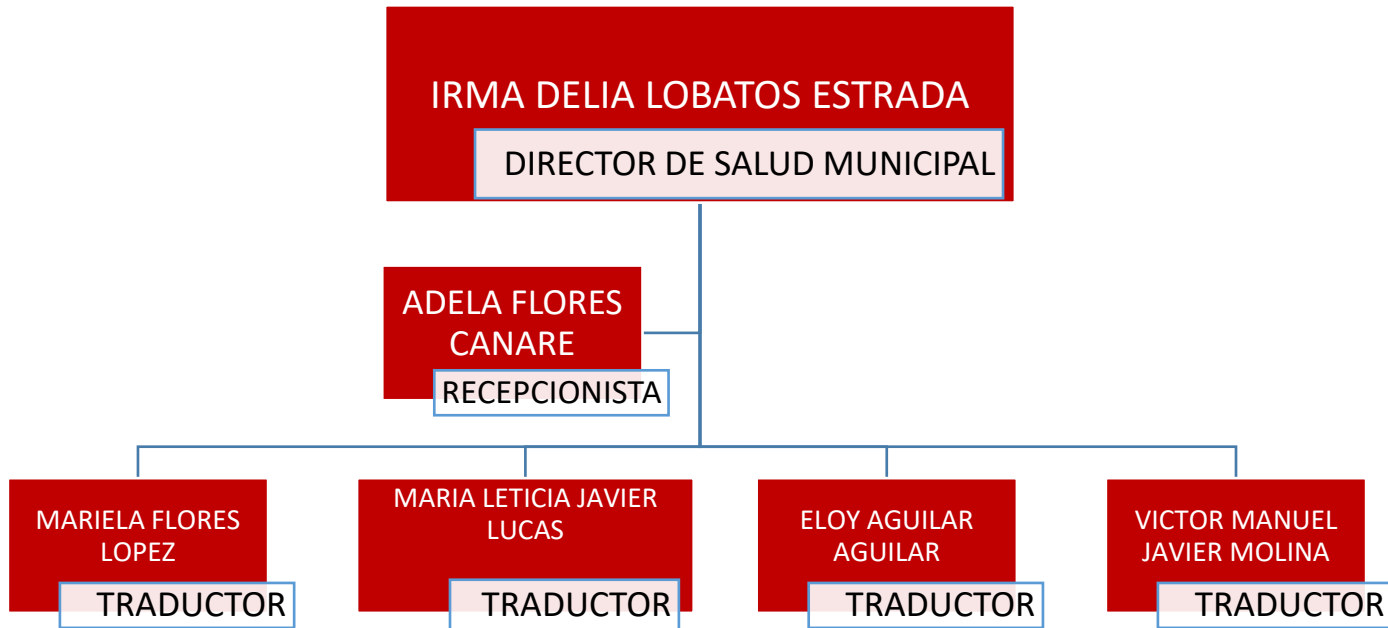 IRMA DELIA LOBATOS ESTRADA
DIRECTOR DE SALUD MUNICIPAL
ADELA FLORES
CANARE
RECEPCIONISTA
MARIELA FLORES
LOPEZ
TRADUCTOR
MARIA LETICIA JAVIER
LUCAS
TRADUCTOR
ELOY AGUILAR
AGUILAR
TRADUCTOR
VICTOR MANUEL
JAVIER MOLINA
TRADUCTOR